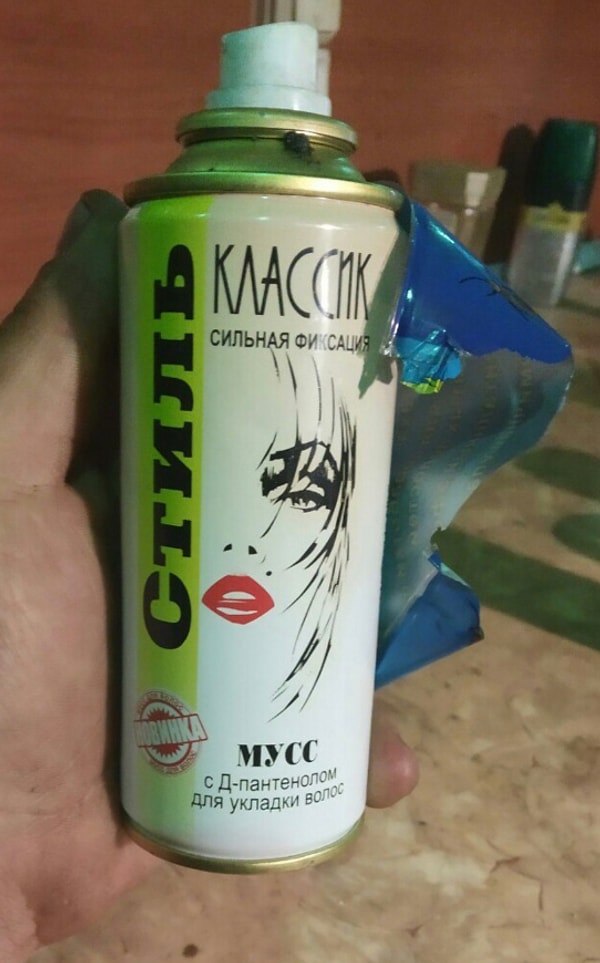 Стиль
КЛАССИК
СИЛЬНАЯ ФИКСАЦИЯ
НОВИНКА
МУСС
с Д-пантенолом
для укладки волос